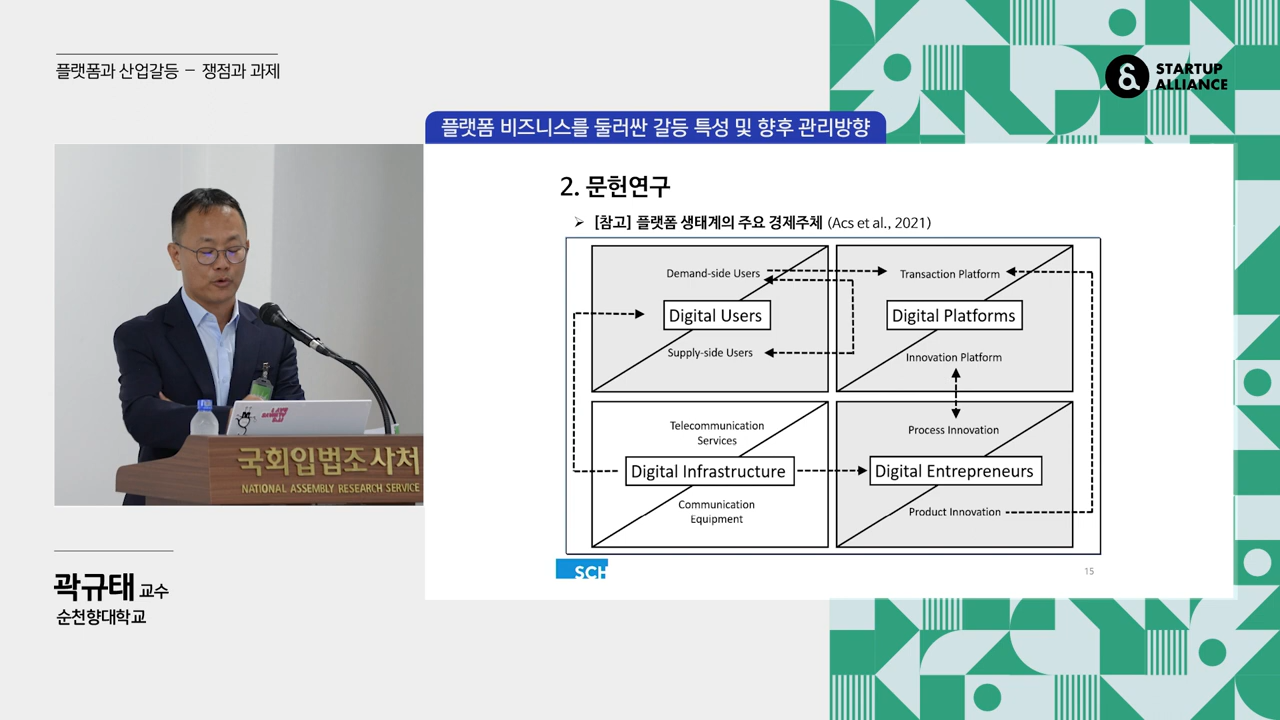 플랫폼과 산업갈등 – 쟁점과 과제
STARTUP
ALLIANCE
플랫폼 비즈니스를 둘러싼 갈등 특성 및 향후 관리방향
2. 문헌연구
➢ [참고] 플랫폼 생태계의 주요 경제주체 (Acs et al., 2021)
Demand-side Users
Digital Users
Supply-side Users
Transaction Platform
Digital Platforms
Innovation Platform
Telecommunication
Services
Digital Infrastructure
Communication
Equipment
Process Innovation
Digital Entrepreneurs
Product Innovation
SCH
15
국회입법조사처
NATIONAL ASSEMBLY RESEARCH SERVICE
곽규태 교수
순천향대학교